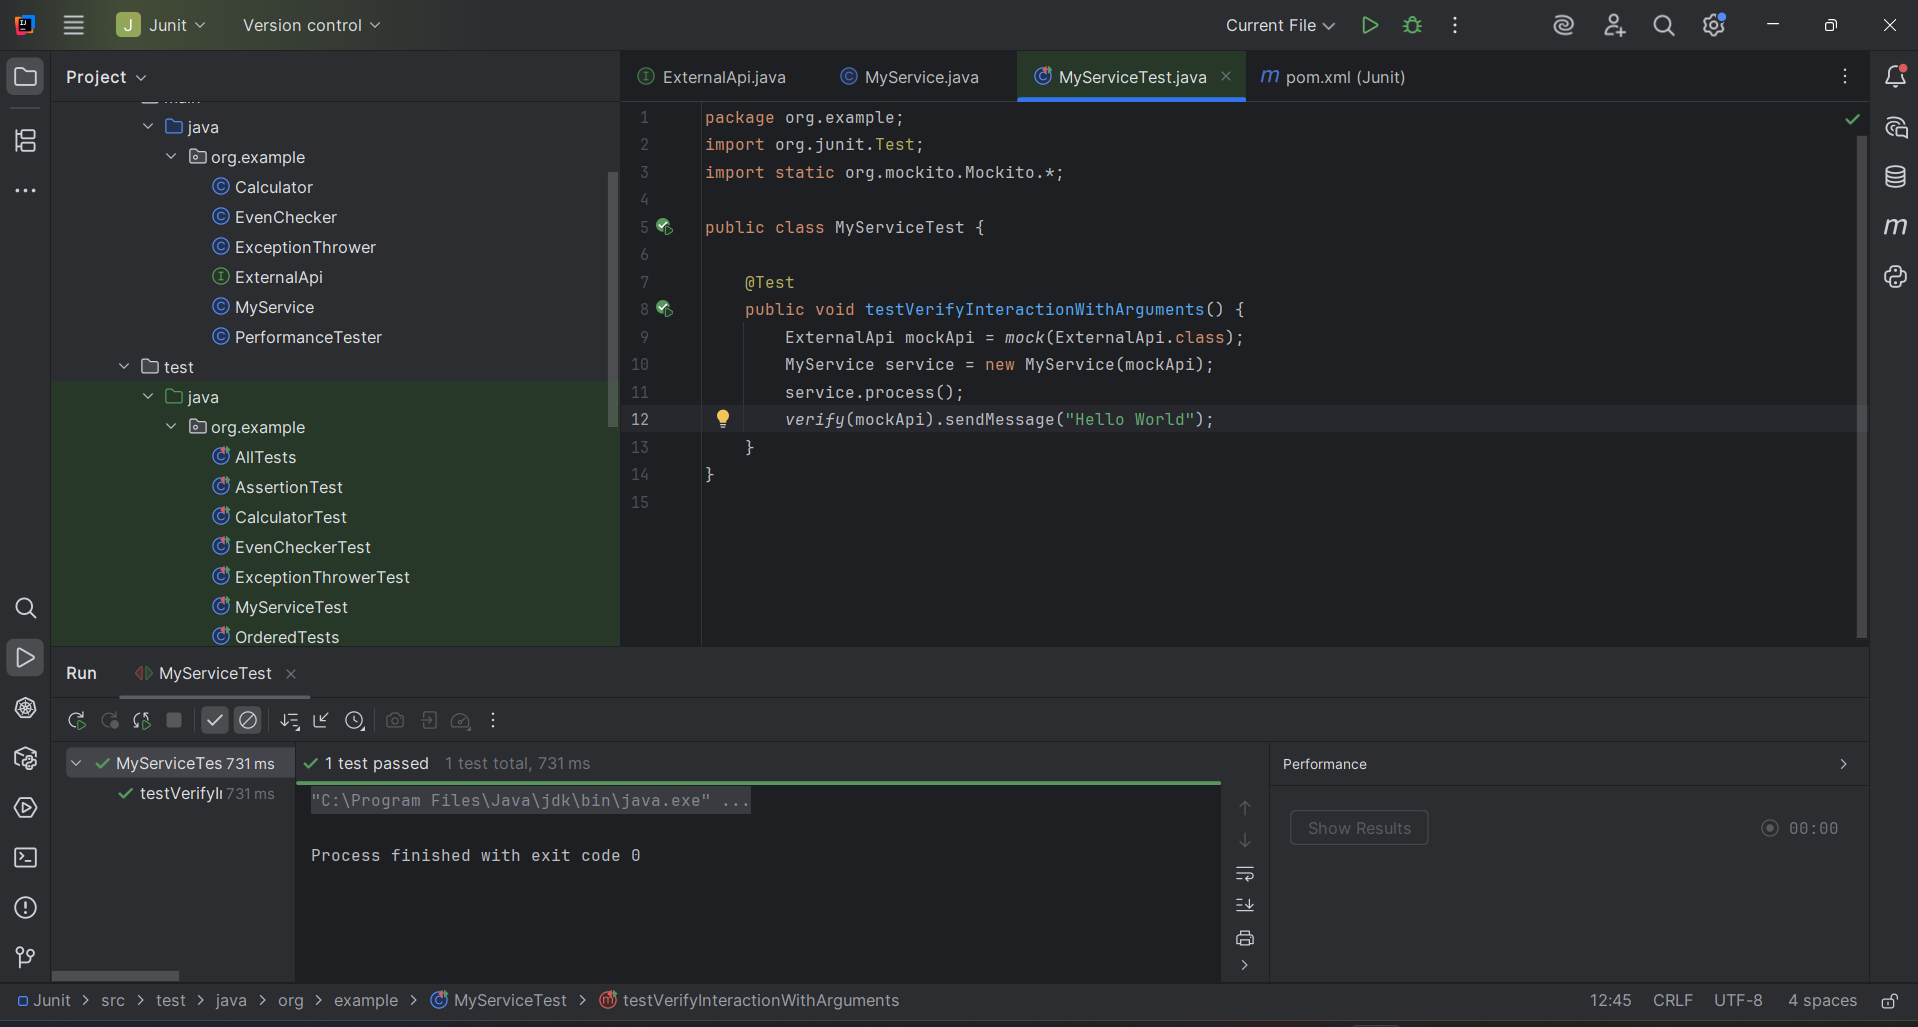 J Junit Version control Current File
Project
ExternalApi.java MyService.java MyServiceTest.java m pom.xml (Junit)
java
org.example
Calculator
EvenChecker
ExceptionThrower
ExternalApi
MyService
PerformanceTester
test
java
org.example
AllTests
AssertionTest
CalculatorTest
EvenCheckerTest
ExceptionThrowerTest
MyServiceTest
OrderedTests
1 package org.example;
2 import org.junit.Test;
3 import static org.mockito.Mockito.*;
4
5 public class MyServiceTest {
6
7 @Test
8 public void testVerifyInteractionWithArguments() {
9 ExternalApi mockApi = mock(ExternalApi.class);
10 MyService service = new MyService(mockApi);
11 service.process();
12 verify(mockApi).sendMessage("Hello World");
13 }
14 }
15
Run MyServiceTest
MyServiceTes 731 ms
testVerifyI 731 ms
1 test passed 1 test total, 731 ms
"C:\Program Files\Java\jdk\bin\java.exe" ...
Process finished with exit code 0
Performance
Show Results 00:00
Junit > src > test > java > org > example > MyServiceTest > testVerifyInteractionWithArguments
12:45 CRLF UTF-8 4 spaces